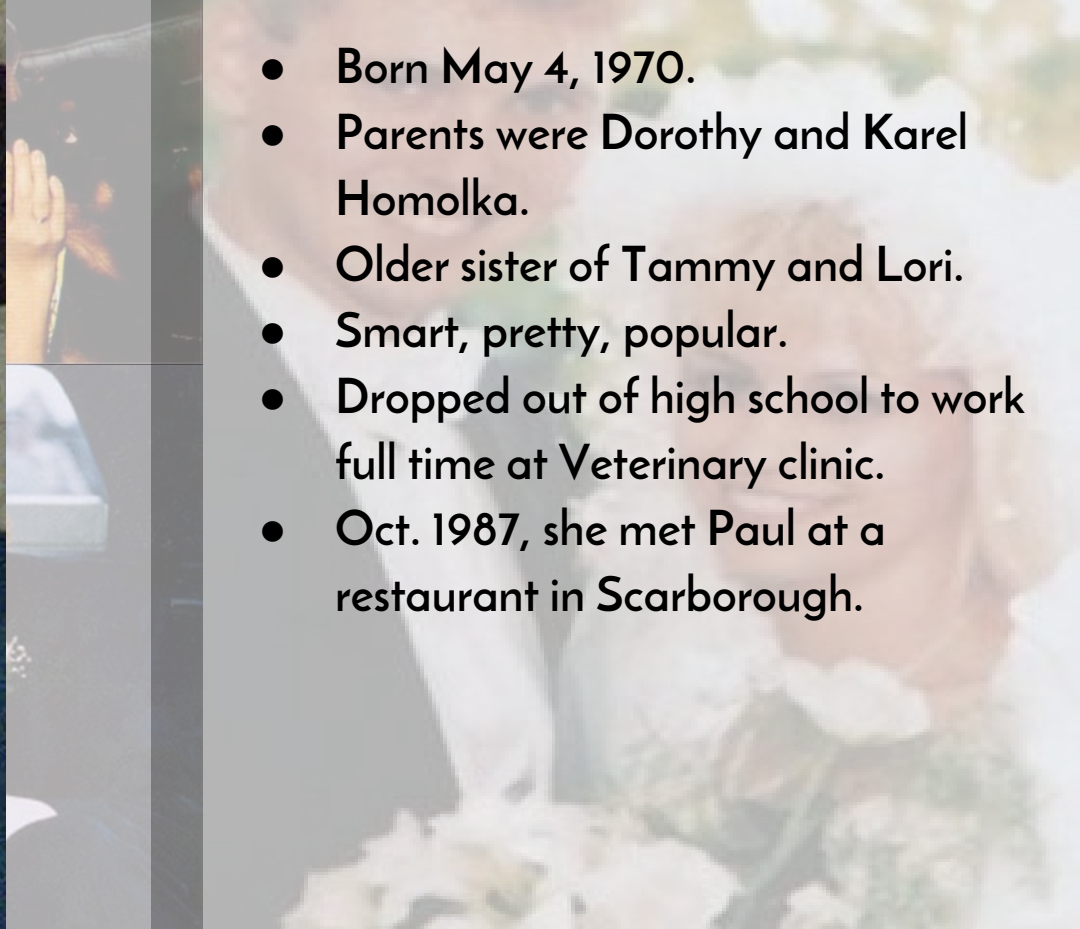 ● Born May 4, 1970.
● Parents were Dorothy and Karel
Homolka.
● Older sister of Tammy and Lori.
● Smart, pretty, popular.
● Dropped out of high school to work
full time at Veterinary clinic.
● Oct. 1987, she met Paul at a
restaurant in Scarborough.